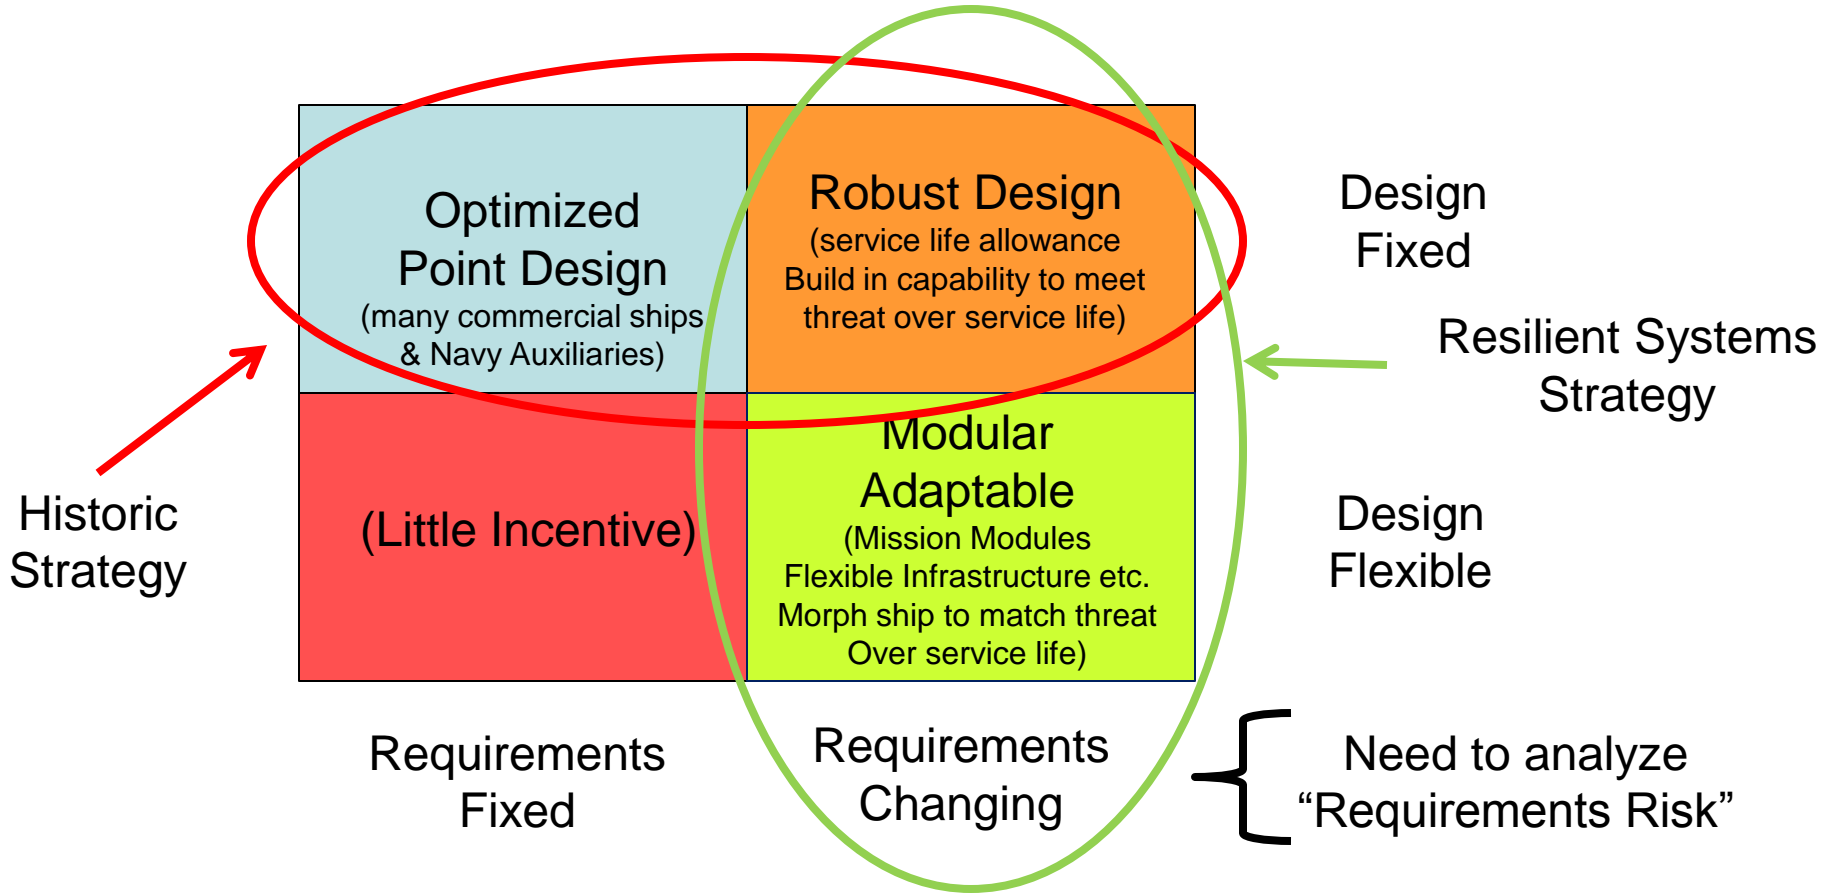 Optimized
Point Design
(many commercial ships
& Navy Auxiliaries)
Robust Design
(service life allowance
Build in capability to meet
threat over service life)
Design
Fixed
Resilient Systems
Strategy
Historic
Strategy
(Little Incentive)
Modular
Adaptable
(Mission Modules
Flexible Infrastructure etc.
Morph ship to match threat
Over service life)
Design
Flexible
Requirements
Fixed
Requirements
Changing
Need to analyze
“Requirements Risk”